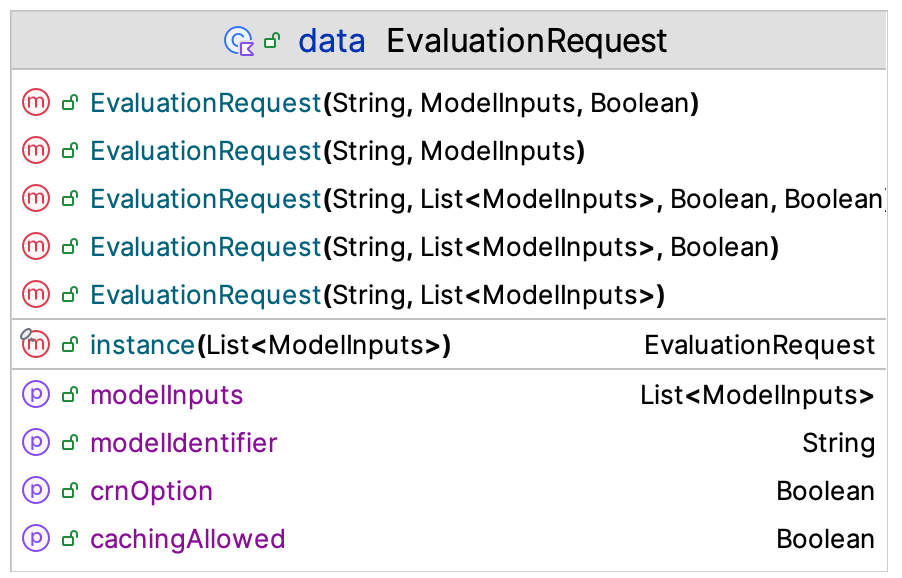 data EvaluationRequest
EvaluationRequest(String, ModelInputs, Boolean)
EvaluationRequest(String, ModelInputs)
EvaluationRequest(String, List<ModelInputs>, Boolean, Boolean)
EvaluationRequest(String, List<ModelInputs>, Boolean)
EvaluationRequest(String, List<ModelInputs>)
instance(List<ModelInputs>) EvaluationRequest
modelInputs List<ModelInputs>
modelIdentifier String
crnOption Boolean
cachingAllowed Boolean